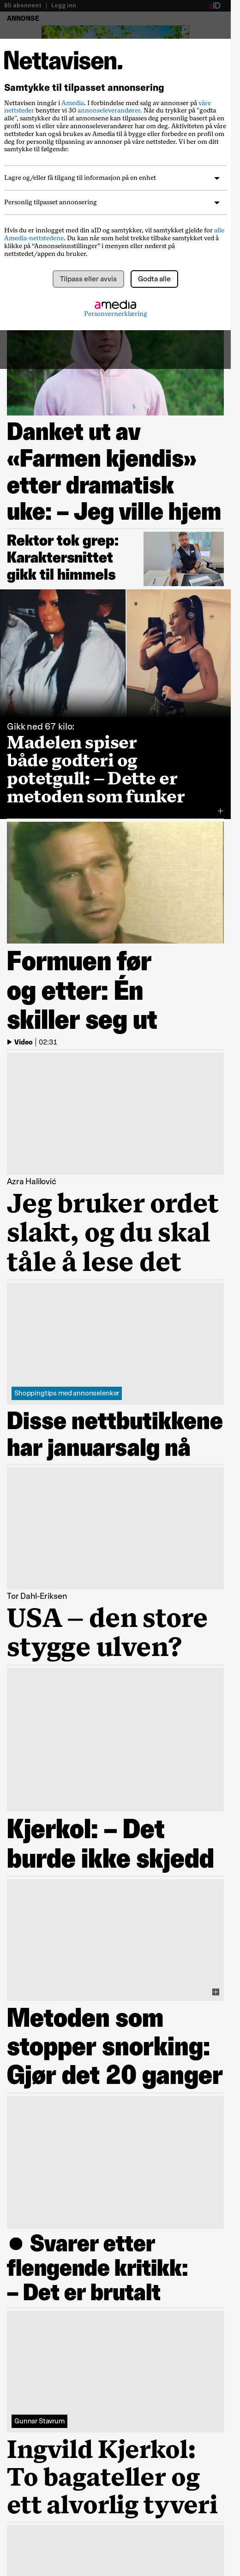 Bli abonnent | Logg inn
ANNONSE
Nettavisen.
Samtykke til tilpasset annonsering
Nettavisen inngår i Amedia. I forbindelse med salg av annonser på våre
nettsteder benytter vi 30 annonseleverandører. Når du trykker på "godta
alle", samtykker du til at annonsene kan tilpasses deg personlig basert på en
profil som vi eller våre annonseleverandører har om deg. Aktiviteten på våre
nettsteder kan også brukes av Amedia til å bygge eller forbedre en profil om
deg for personlig tilpasning av annonser på våre nettsteder. Vi ber om ditt
samtykke til følgende:
Lagre og/eller få tilgang til informasjon på en enhet
Personlig tilpasset annonsering
Hvis du er innlogget med din aID og samtykker, vil samtykket gjelde for alle
Amedia-nettstedene. Du kan når som helst trekke tilbake samtykket ved å
klikke på “Annonseinnstillinger” i menyen eller nederst på
nettstedet/appen du bruker.
Tilpass eller avvis
Godta alle
amedia
Personvernerklæring
Danket ut av
«Farmen kjendis»
etter dramatisk
uke: – Jeg ville hjem
Rektor tok grep:
Karaktersnittet
gikk til himmels
Gikk ned 67 kilo:
Madelen spiser
både godteri og
potetgull: – Dette er
metoden som funker
Formuen før
og etter: Én
skiller seg ut
Video | 02:31
Azra Halilović
Jeg bruker ordet
slakt, og du skal
tåle å lese det
Shoppingtips med annonselenker
Disse nettbutikkene
har januarsalg nå
Tor Dahl-Eriksen
USA – den store
stygge ulven?
Kjerkol: – Det
burde ikke skjedd
Metoden som
stopper snorking:
Gjør det 20 ganger
● Svarer etter
flengende kritikk:
– Det er brutalt
Gunnar Stavrum
Ingvild Kjerkol:
To bagateller og
ett alvorlig tyveri